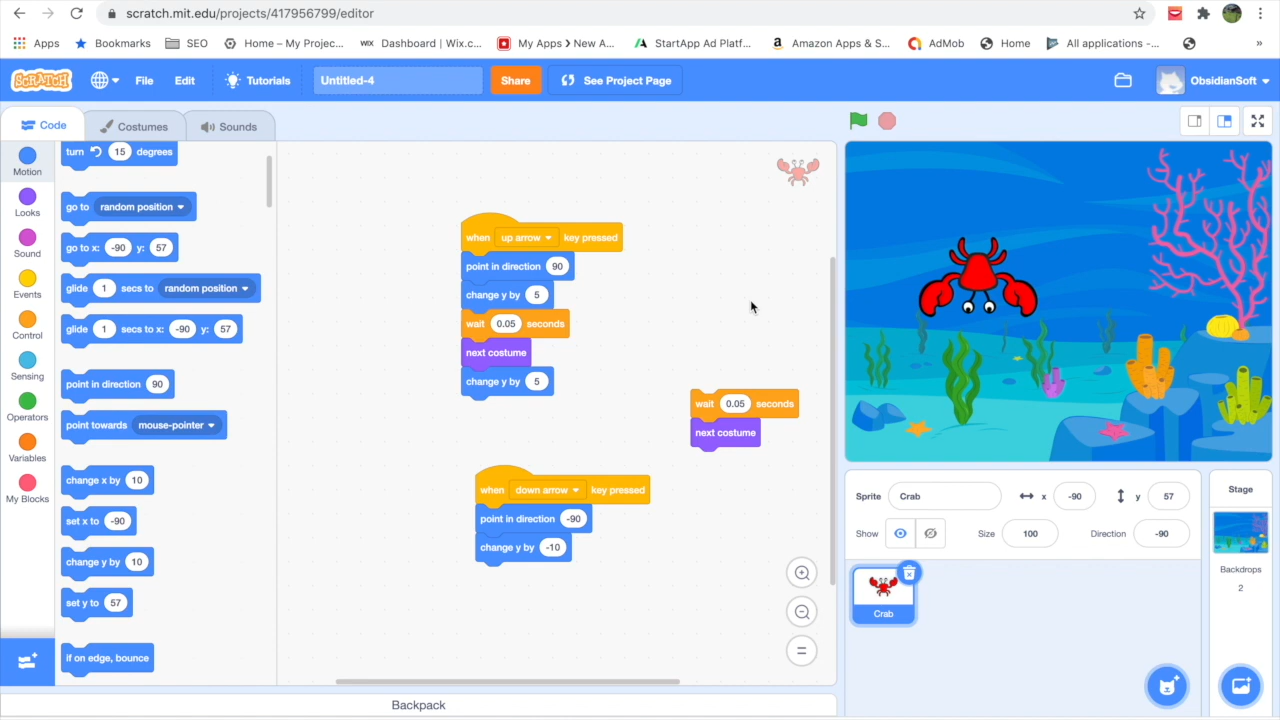 scratch.mit.edu/projects/417956799/editor
Apps Bookmarks SEO Home – My Projec... WIX Dashboard | Wix.c... My Apps ❯ New A... StartApp Ad Platf... Amazon Apps & S... AdMob Home All applications -... »
SCRATCH File Edit Tutorials Untitled-4 Share See Project Page ObsidianSoft
Code Costumes Sounds
Motion
Looks
Sound
Events
Control
Sensing
Operators
Variables
My Blocks
turn 15 degrees
go to random position
go to x: -90 y: 57
glide 1 secs to random position
glide 1 secs to x: -90 y: 57
point in direction 90
point towards mouse-pointer
change x by 10
set x to -90
change y by 10
set y to 57
if on edge, bounce
when up arrow key pressed
point in direction 90
change y by 5
wait 0.05 seconds
next costume
change y by 5
wait 0.05 seconds
next costume
when down arrow key pressed
point in direction -90
change y by -10
Backpack
Sprite Crab x -90 y 57
Show Size 100 Direction -90
Crab
Stage
Backdrops
2